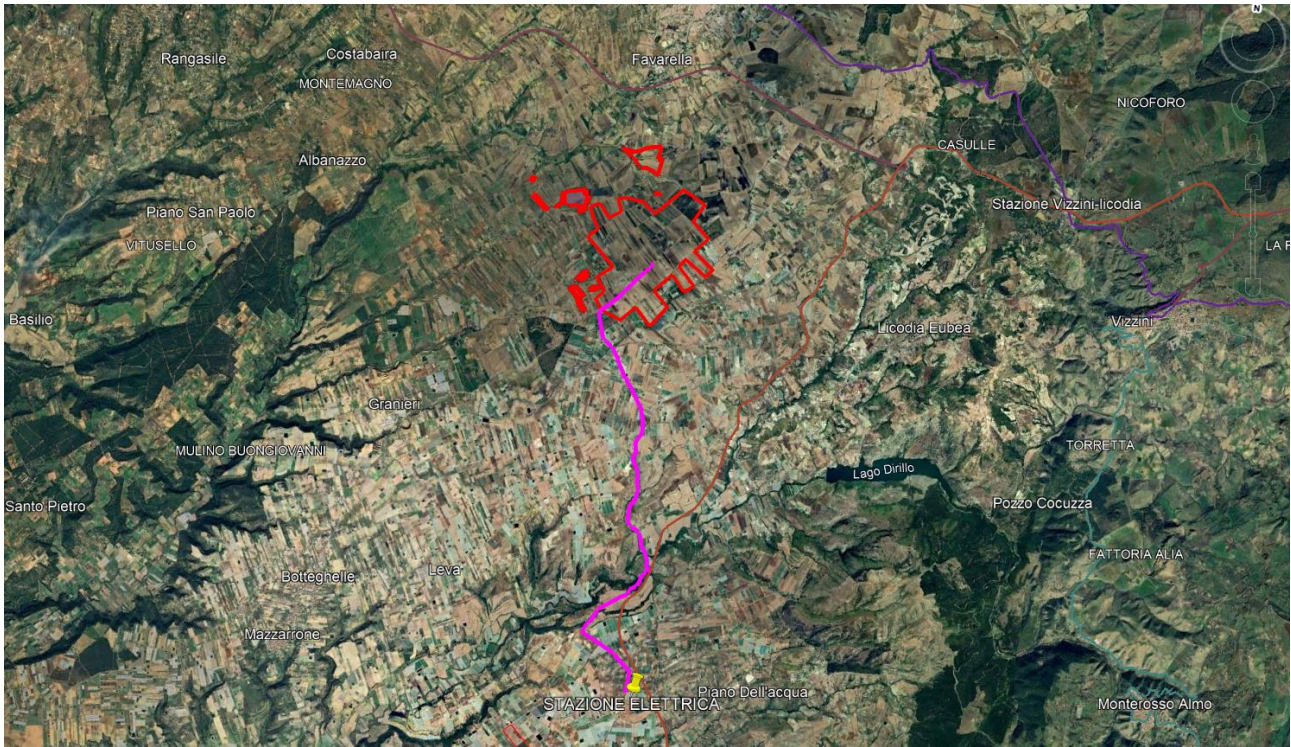 N
Rangasile
Costabaira
Favarella
MONTEMAGNO
NICOFORO
CASULLE
Albanazzo
Stazione Vizzini-licodia
Piano San Paolo
VITUSELLO
Basilio
Vizzini
Licodia Eubea
Granieri
MULINO BUONGIOVANNI
TORRETTA
Lago Dirillo
Santo Pietro
Pozzo Cocuzza
FATTORIA ALIA
Leva
Botteghelle
Mazzarrone
Piano Dell'acqua
STAZIONE ELETTRICA
Monterosso Almo